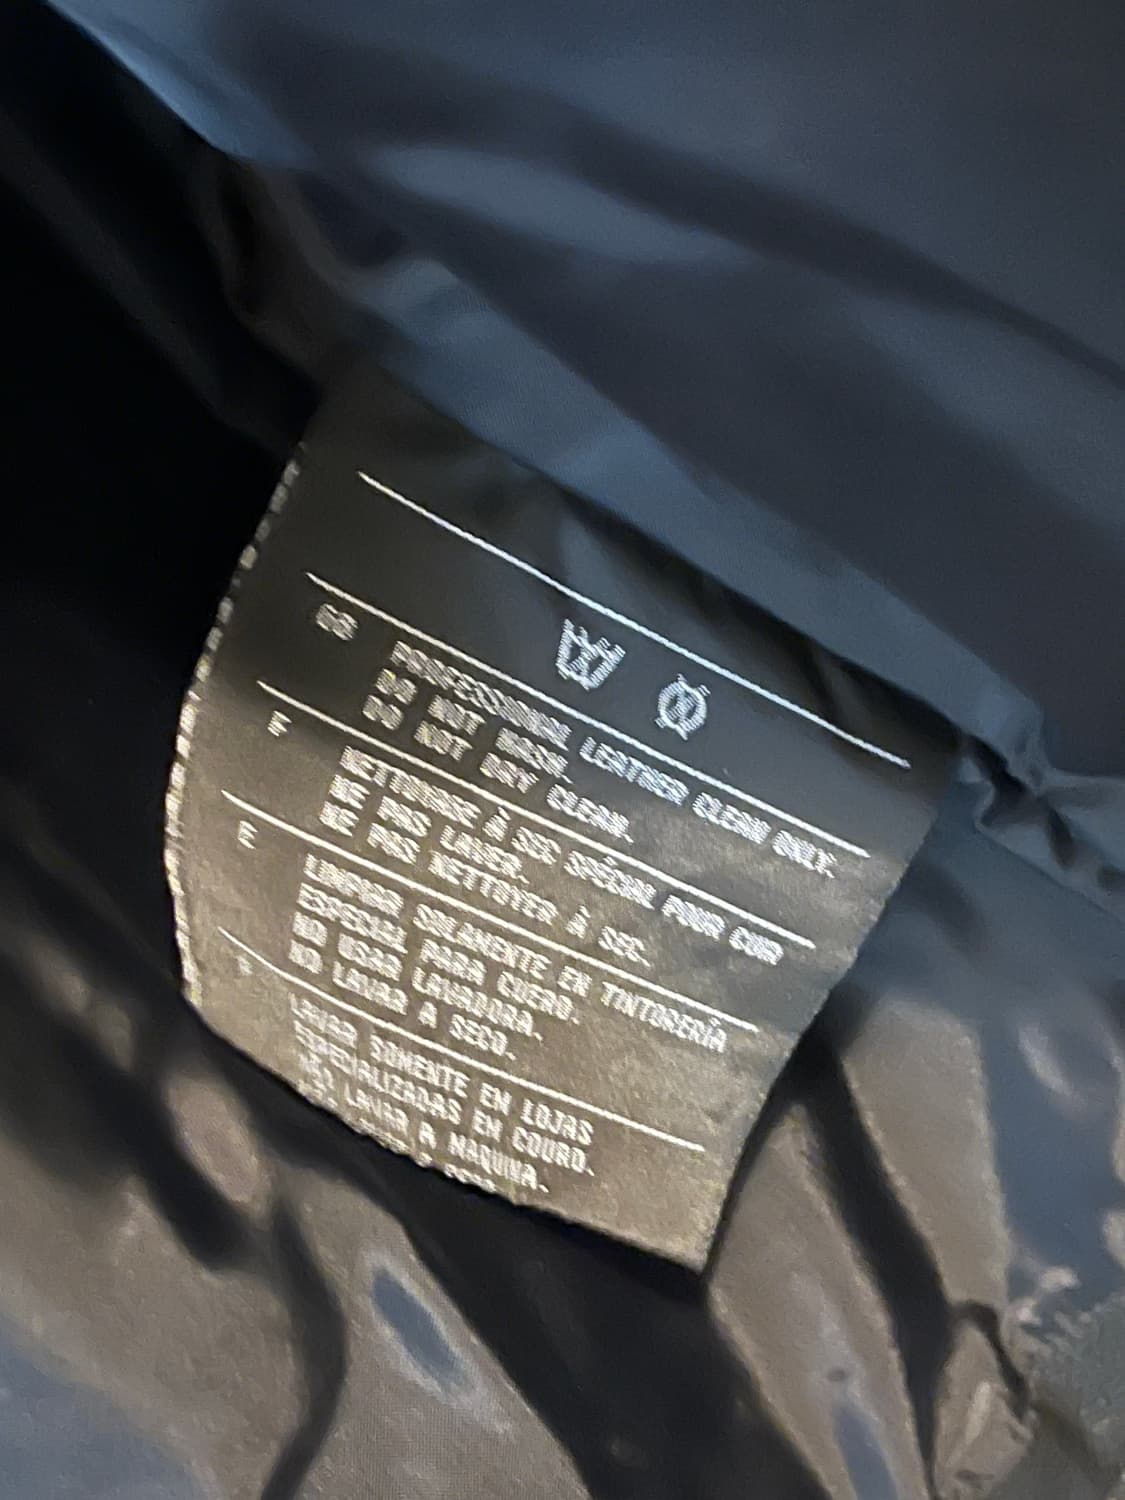 GB PROFESSIONAL LEATHER CLEAN ONLY.
DO NOT WASH.
DO NOT DRY CLEAN.
F NETTOYAGE À SEC SPÉCIAL POUR CUIR
NE PAS LAVER.
NE PAS NETTOYER À SEC.
E LIMPIAR SOLAMENTE EN TINTORERÍA
ESPECIAL PARA CUERO.
NO USAR LAVADORA.
NO LAVAR A SECO.
LAVAR SOMENTE EN LOJAS
ESPECIALIZADAS EM COURO.
LAVAR A MAQUINA.